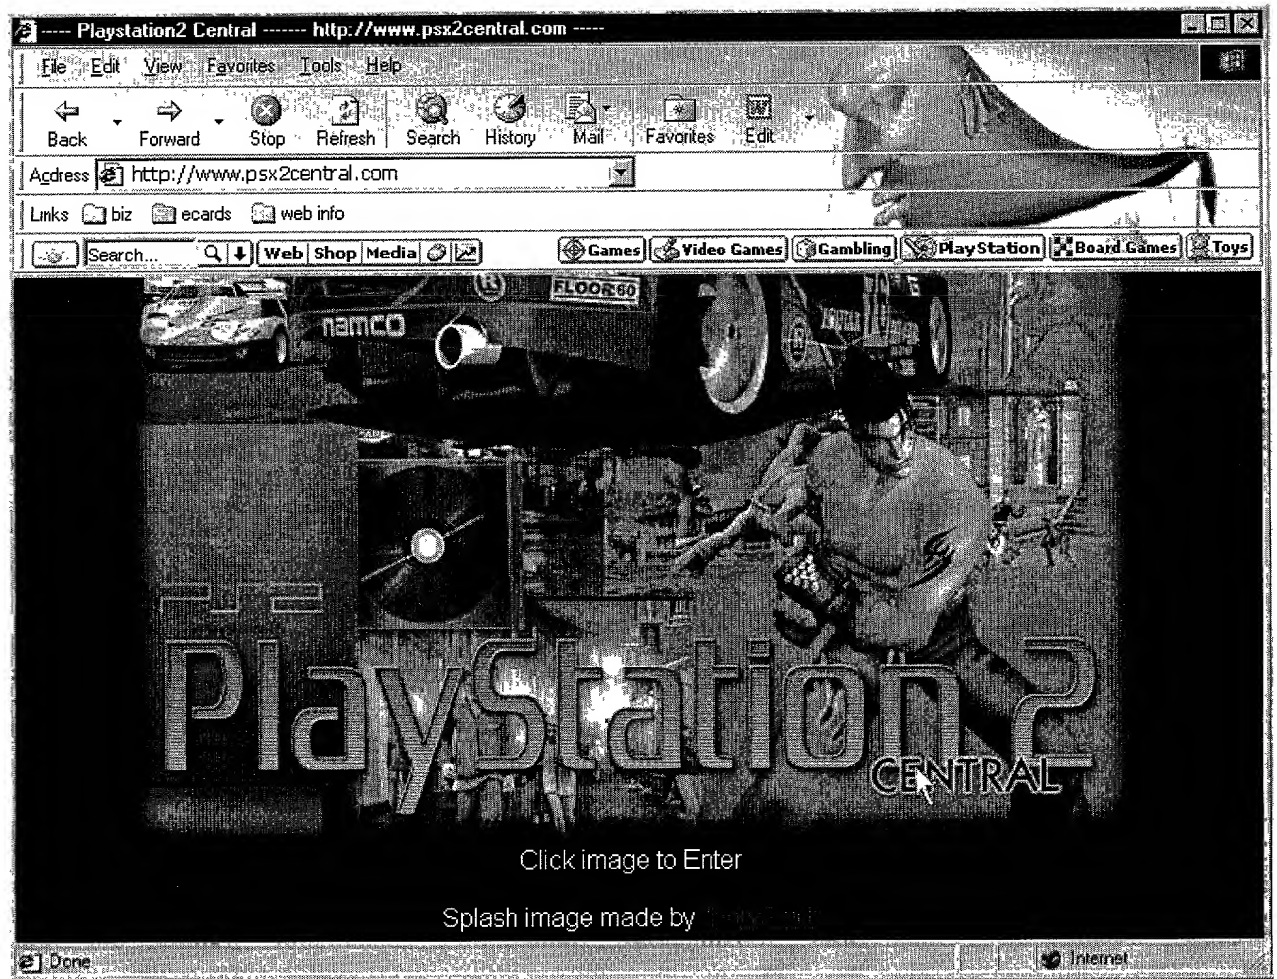 ----- Playstation2 Central ------- http://www.psx2central.com -----
File Edit View Favorites Tools Help
Back Forward Stop Refresh Search History Mail Favorites Edit
Address http://www.psx2central.com
Links biz ecards web info
Search... Web Shop Media Games Video Games Gambling PlayStation Board Games Toys
FLOOR60
namco
PS2
PlayStation 2
CENTRAL
Click image to Enter
Splash image made by
Done Internet